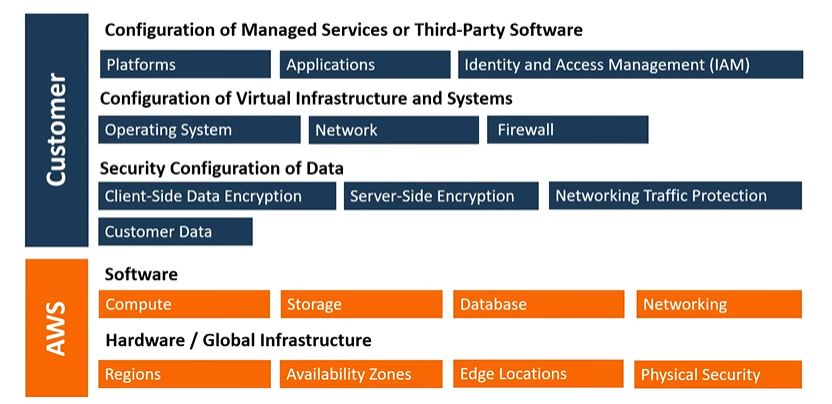 Customer
Configuration of Managed Services or Third-Party Software
Platforms
Applications
Identity and Access Management (IAM)
Configuration of Virtual Infrastructure and Systems
Operating System
Network
Firewall
Security Configuration of Data
Client-Side Data Encryption
Server-Side Encryption
Networking Traffic Protection
Customer Data
AWS
Software
Compute
Storage
Database
Networking
Hardware / Global Infrastructure
Regions
Availability Zones
Edge Locations
Physical Security